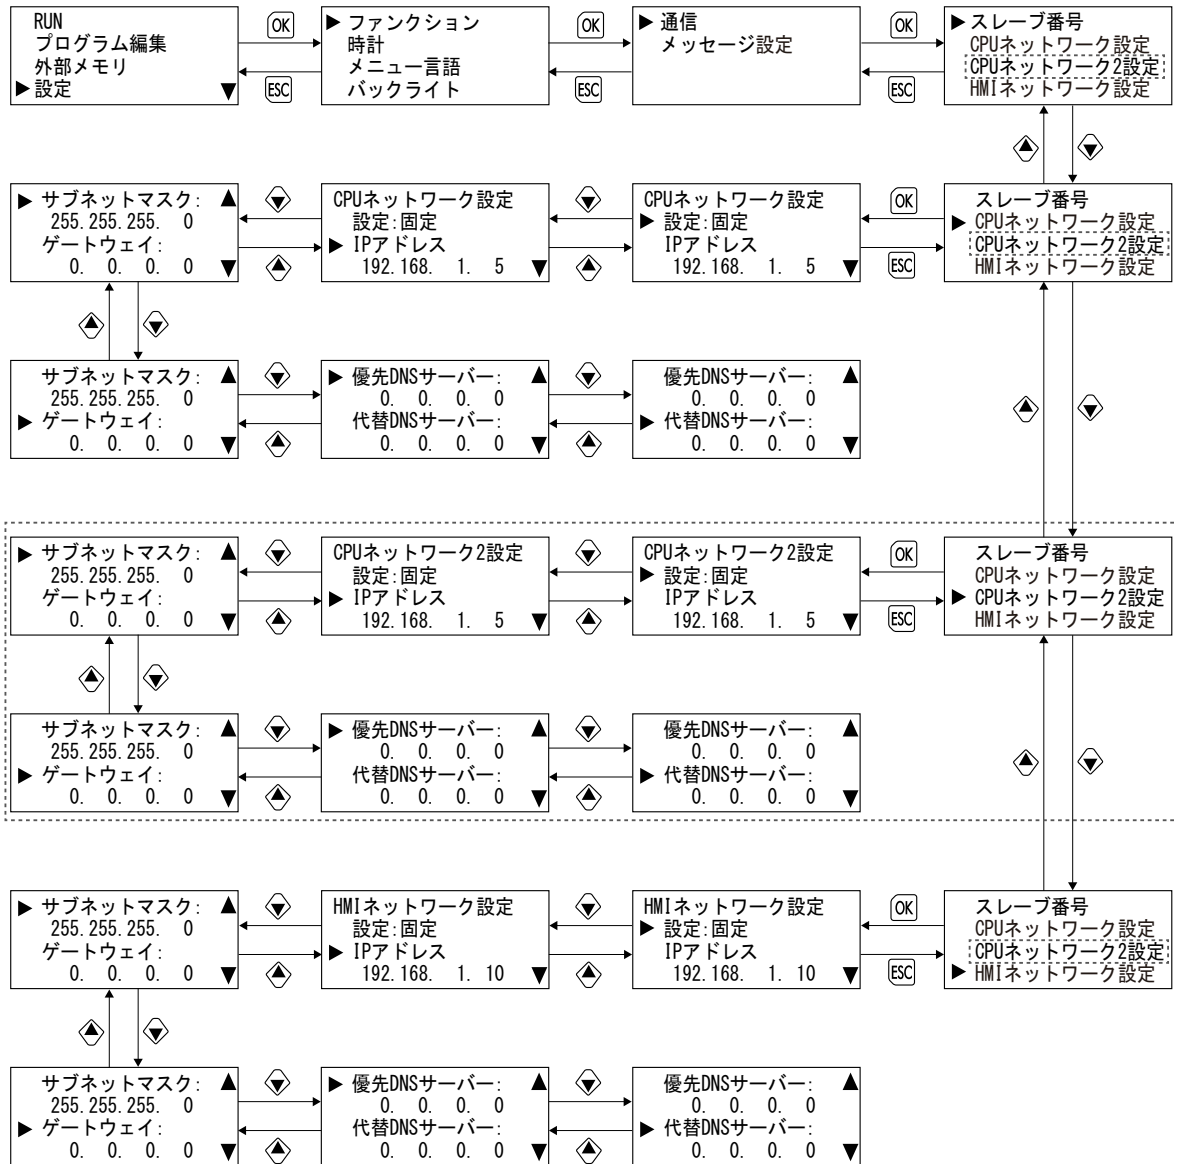 RUN
プログラム編集
外部メモリ
▶設定 ▼
OK
ESC
▶ ファンクション
時計
メニュー言語
バックライト
OK
ESC
▶ 通信
メッセージ設定
OK
ESC
▶スレーブ番号
CPUネットワーク設定
CPUネットワーク2設定
HMIネットワーク設定
▶ サブネットマスク: ▲
255.255.255. 0
ゲートウェイ:
0. 0. 0. 0 ▼
CPUネットワーク設定
設定:固定
▶ IPアドレス
192.168. 1. 5 ▼
CPUネットワーク設定
▶ 設定:固定
IPアドレス
192.168. 1. 5 ▼
OK
ESC
スレーブ番号
▶ CPUネットワーク設定
CPUネットワーク2設定
HMIネットワーク設定
サブネットマスク: ▲
255.255.255. 0
▶ ゲートウェイ:
0. 0. 0. 0 ▼
▶ 優先DNSサーバー: ▲
0. 0. 0. 0
代替DNSサーバー:
0. 0. 0. 0 ▼
優先DNSサーバー: ▲
0. 0. 0. 0
▶ 代替DNSサーバー:
0. 0. 0. 0 ▼
▶ サブネットマスク: ▲
255.255.255. 0
ゲートウェイ:
0. 0. 0. 0 ▼
CPUネットワーク2設定
設定:固定
▶ IPアドレス
192.168. 1. 5 ▼
CPUネットワーク2設定
▶ 設定:固定
IPアドレス
192.168. 1. 5 ▼
OK
ESC
スレーブ番号
CPUネットワーク設定
▶ CPUネットワーク2設定
HMIネットワーク設定
サブネットマスク: ▲
255.255.255. 0
▶ ゲートウェイ:
0. 0. 0. 0 ▼
▶ 優先DNSサーバー: ▲
0. 0. 0. 0
代替DNSサーバー:
0. 0. 0. 0 ▼
優先DNSサーバー: ▲
0. 0. 0. 0
▶ 代替DNSサーバー:
0. 0. 0. 0 ▼
▶ サブネットマスク: ▲
255.255.255. 0
ゲートウェイ:
0. 0. 0. 0 ▼
HMIネットワーク設定
設定:固定
▶ IPアドレス
192.168. 1. 10 ▼
HMIネットワーク設定
▶ 設定:固定
IPアドレス
192.168. 1. 10 ▼
OK
ESC
スレーブ番号
CPUネットワーク設定
CPUネットワーク2設定
▶ HMIネットワーク設定
サブネットマスク: ▲
255.255.255. 0
▶ ゲートウェイ:
0. 0. 0. 0 ▼
▶ 優先DNSサーバー: ▲
0. 0. 0. 0
代替DNSサーバー:
0. 0. 0. 0 ▼
優先DNSサーバー: ▲
0. 0. 0. 0
▶ 代替DNSサーバー:
0. 0. 0. 0 ▼